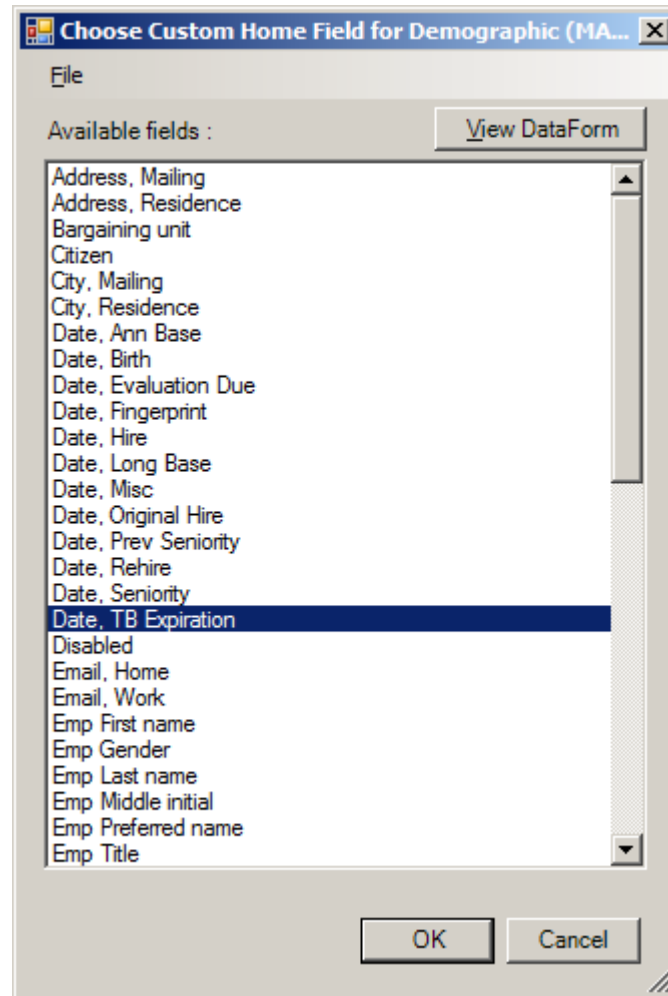 Choose Custom Home Field for Demographic (MA...
File
Available fields :
View DataForm
Address, Mailing
Address, Residence
Bargaining unit
Citizen
City, Mailing
City, Residence
Date, Ann Base
Date, Birth
Date, Evaluation Due
Date, Fingerprint
Date, Hire
Date, Long Base
Date, Misc
Date, Original Hire
Date, Prev Seniority
Date, Rehire
Date, Seniority
Date, TB Expiration
Disabled
Email, Home
Email, Work
Emp First name
Emp Gender
Emp Last name
Emp Middle initial
Emp Preferred name
Emp Title
OK
Cancel